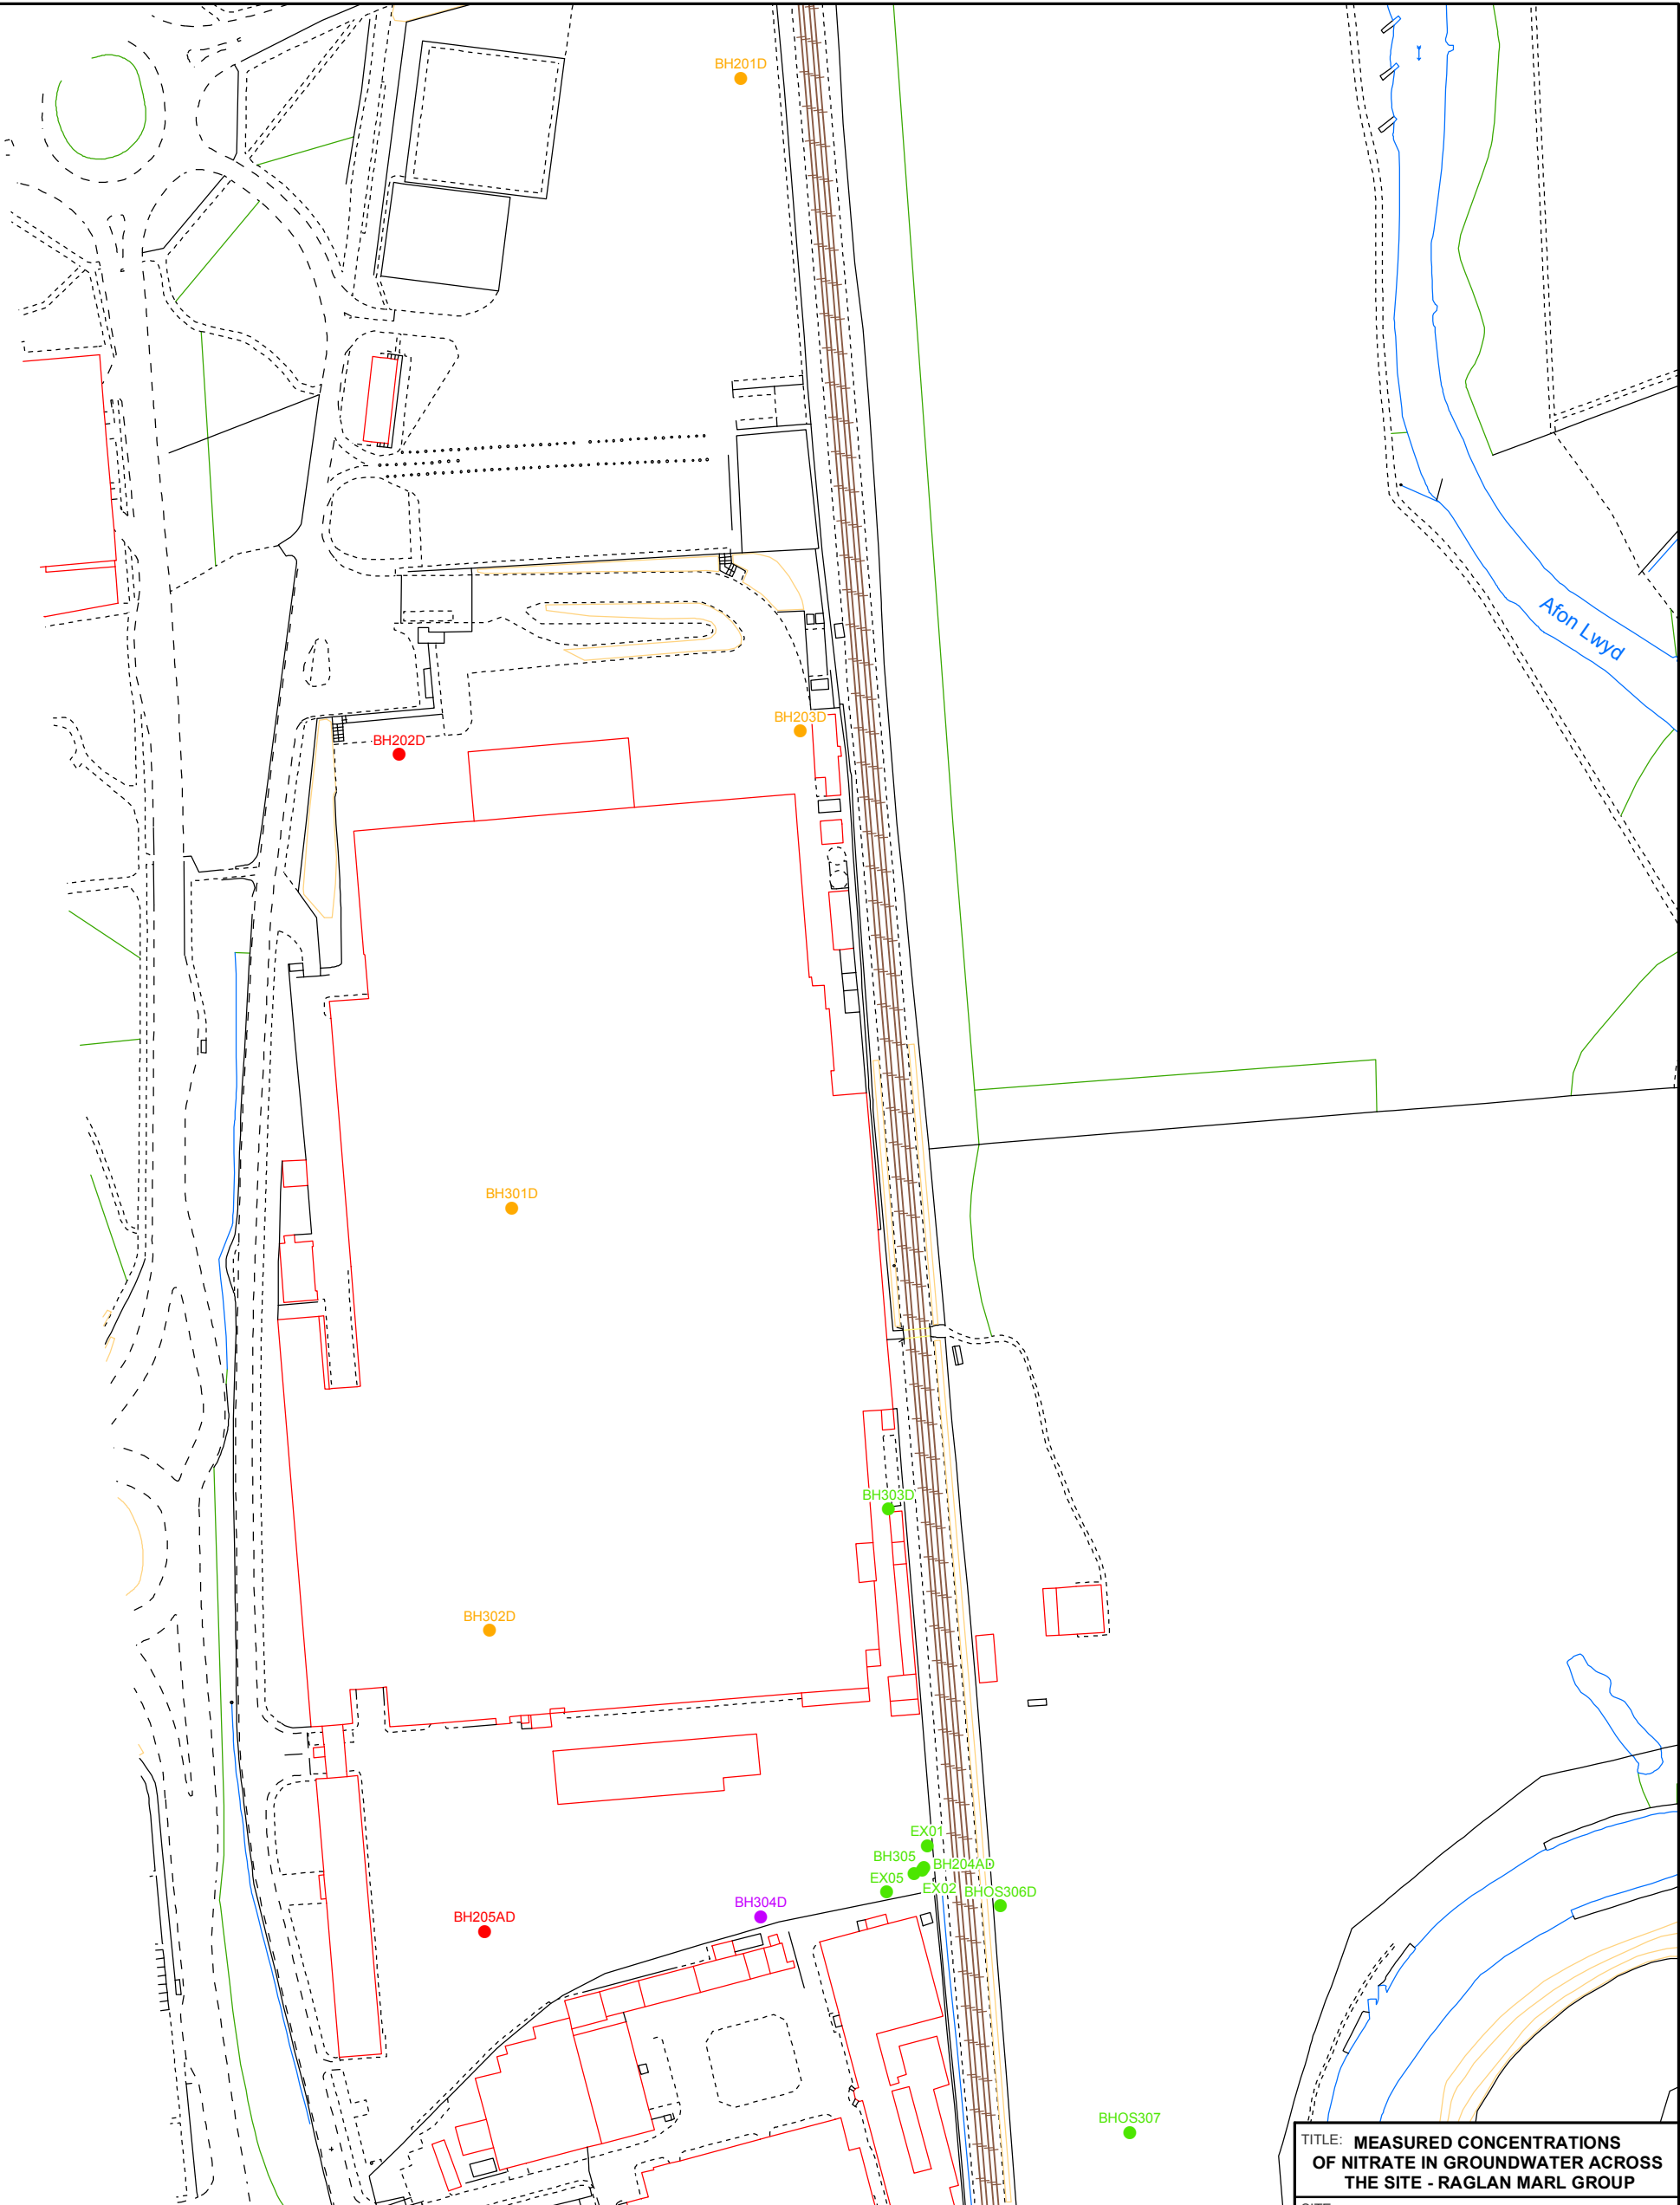 BH201D
Afon Lwyd
BH203D
BH202D
BH301D
BH303D
BH302D
EX01
BH305
BH204AD
EX05
EX02
BHOS306D
BH304D
BH205AD
BHOS307
TITLE: MEASURED CONCENTRATIONS
OF NITRATE IN GROUNDWATER ACROSS
THE SITE - RAGLAN MARL GROUP